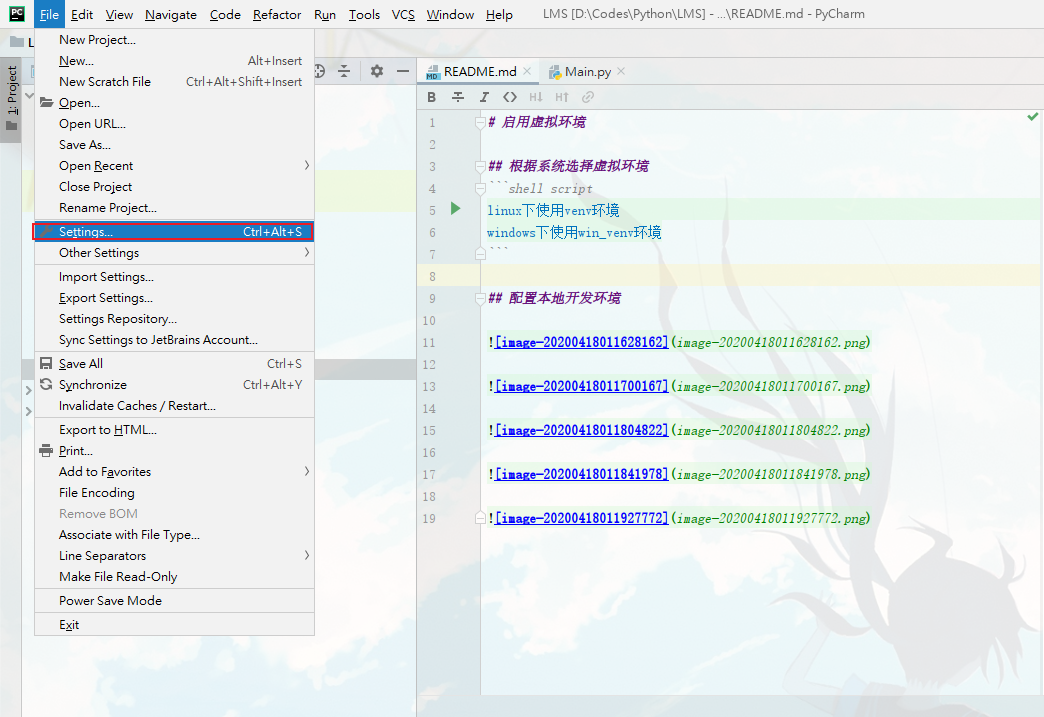 PC File Edit View Navigate Code Refactor Run Tools VCS Window Help LMS [D:\Codes\Python\LMS] - ...\README.md - PyCharm
L
1: Project
New Project...
New... Alt+Insert
New Scratch File Ctrl+Alt+Shift+Insert
Open...
Open URL...
Save As...
Open Recent
Close Project
Rename Project...
Settings... Ctrl+Alt+S
Other Settings
Import Settings...
Export Settings...
Settings Repository...
Sync Settings to JetBrains Account...
Save All Ctrl+S
Synchronize Ctrl+Alt+Y
Invalidate Caches / Restart...
Export to HTML...
Print...
Add to Favorites
File Encoding
Remove BOM
Associate with File Type...
Line Separators
Make File Read-Only
Power Save Mode
Exit
MD README.md Main.py
B I H↓ H↑
1 # 启用虚拟环境
2
3 ## 根据系统选择虚拟环境
4 ```shell script
5 linux下使用venv环境
6 windows下使用win_venv环境
7 ```
8
9 ## 配置本地开发环境
10
11 ![image-20200418011628162](image-20200418011628162.png)
12
13 ![image-20200418011700167](image-20200418011700167.png)
14
15 ![image-20200418011804822](image-20200418011804822.png)
16
17 ![image-20200418011841978](image-20200418011841978.png)
18
19 ![image-20200418011927772](image-20200418011927772.png)